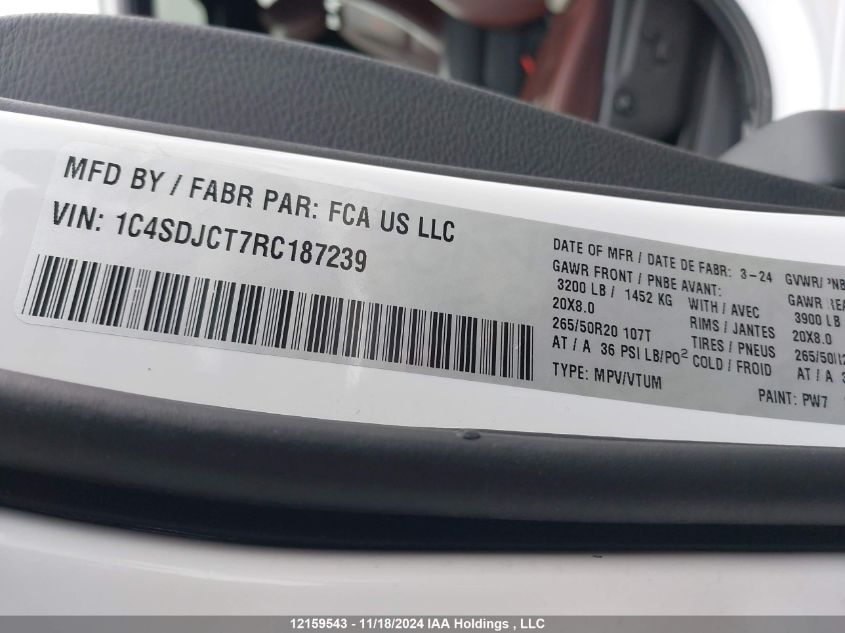 MFD BY / FABR PAR: FCA US LLC
VIN: 1C4SDJCT7RC187239
DATE OF MFR / DATE DE FABR: 3-24 GVWR/
GAWR FRONT / PNBE AVANT: GAWR
3200 LB / 1452 KG WITH / AVEC 3900 LB
20X8.0 RIMS / JANTES 20X8.0
265/50R20 107T TIRES / PNEUS
AT / A 36 PSI LB/PO² COLD / FROID AT / A
TYPE: MPV/VTUM PAINT: PW7
12159543 - 11/18/2024 IAA Holdings , LLC